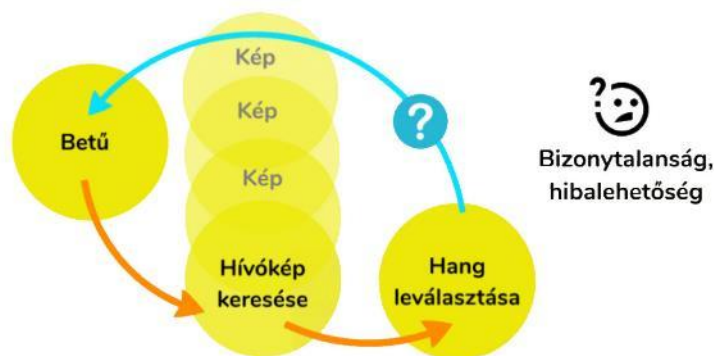 Kép
Kép
Kép
Betű
Hívókép
keresése
Hang
leválasztása
?
?
Bizonytalanság,
hibalehetőség